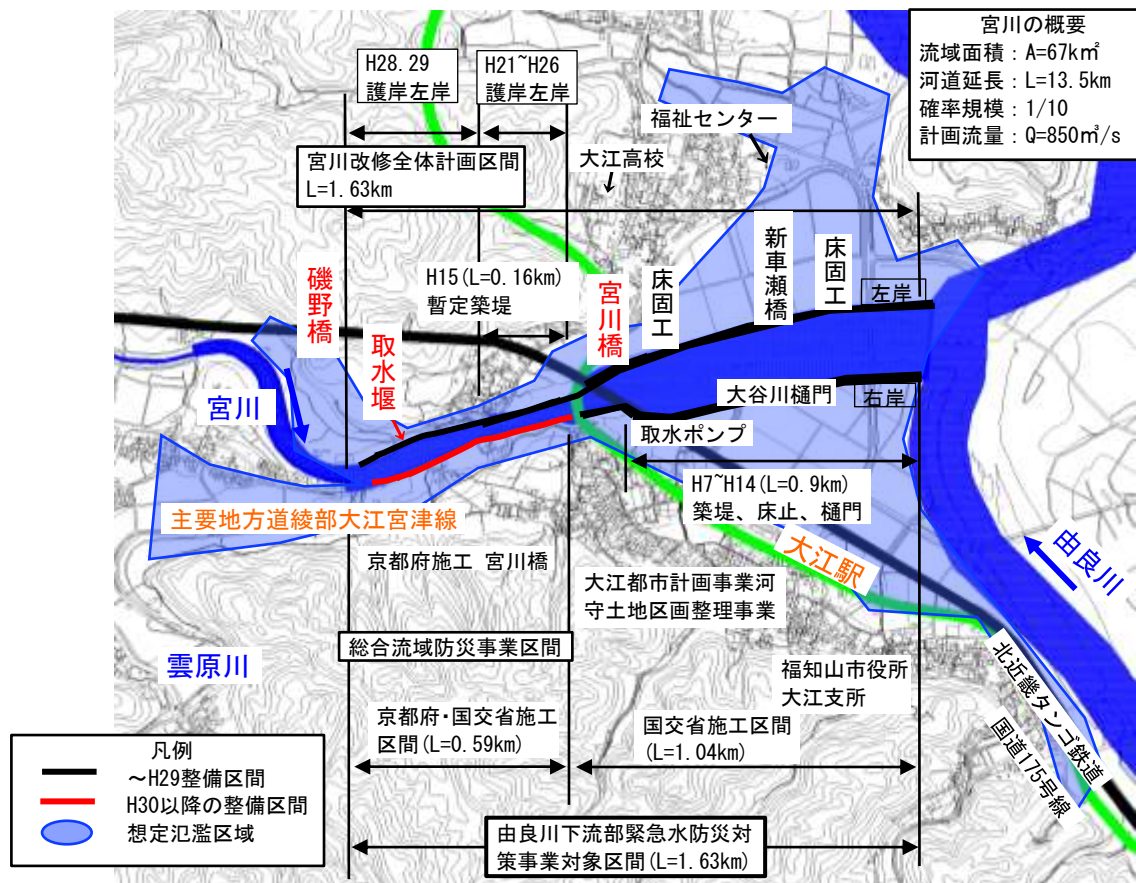 宮川の概要
流域面積：A=67k㎡
河道延長：L=13.5km
確率規模：1/10
計画流量：Q=850㎥/s
H28.29
護岸左岸
H21~H26
護岸左岸
福祉センター
大江高校
宮川改修全体計画区間
L=1.63km
H15(L=0.16km)
暫定築堤
磯野橋
取水堰
宮川橋
床固工
新車瀬橋
床固工
左岸
宮川
大谷川樋門
右岸
取水ポンプ
H7~H14(L=0.9km)
築堤、床止、樋門
主要地方道綾部大江宮津線
京都府施工 宮川橋
大江駅
由良川
大江都市計画事業河
守土地区画整理事業
総合流域防災事業区間
雲原川
福知山市役所
大江支所
北近畿タンゴ鉄道
国道175号線
京都府・国交省施工
区間(L=0.59km)
国交省施工区間
(L=1.04km)
凡例
～H29整備区間
H30以降の整備区間
想定氾濫区域
由良川下流部緊急水防災対
策事業対象区間(L=1.63km)